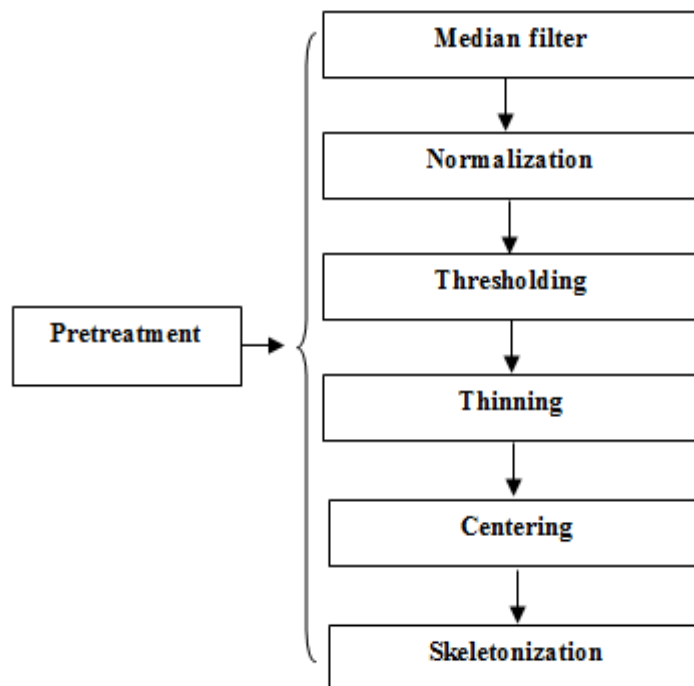 Median filter
Normalization
Thresholding
Pretreatment
Thinning
Centering
Skeletonization